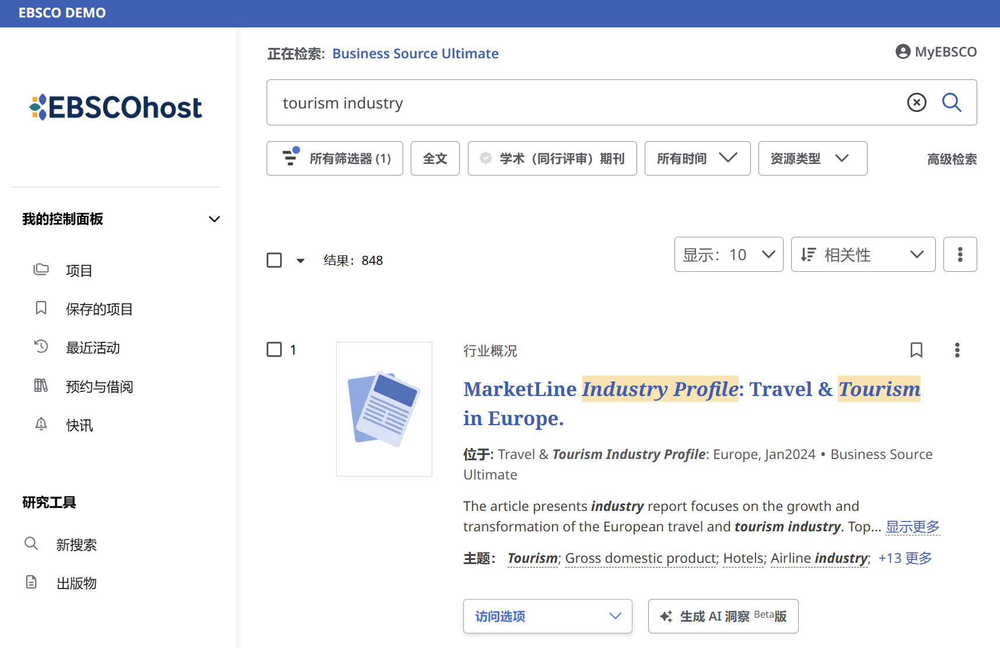 EBSCO DEMO
EBSCOhost
我的控制面板
项目
保存的项目
最近活动
预约与借阅
快讯
研究工具
新搜索
出版物
正在检索: Business Source Ultimate
MyEBSCO
tourism industry
所有筛选器 (1)
全文
学术（同行评审）期刊
所有时间
资源类型
高级检索
结果：848
显示：10
相关性
1
行业概况
MarketLine Industry Profile: Travel & Tourism
in Europe.
位于: Travel & Tourism Industry Profile: Europe, Jan2024 • Business Source
Ultimate
The article presents industry report focuses on the growth and
transformation of the European travel and tourism industry. Top... 显示更多
主题： Tourism; Gross domestic product; Hotels; Airline industry; +13 更多
访问选项
生成 AI 洞察 Beta版